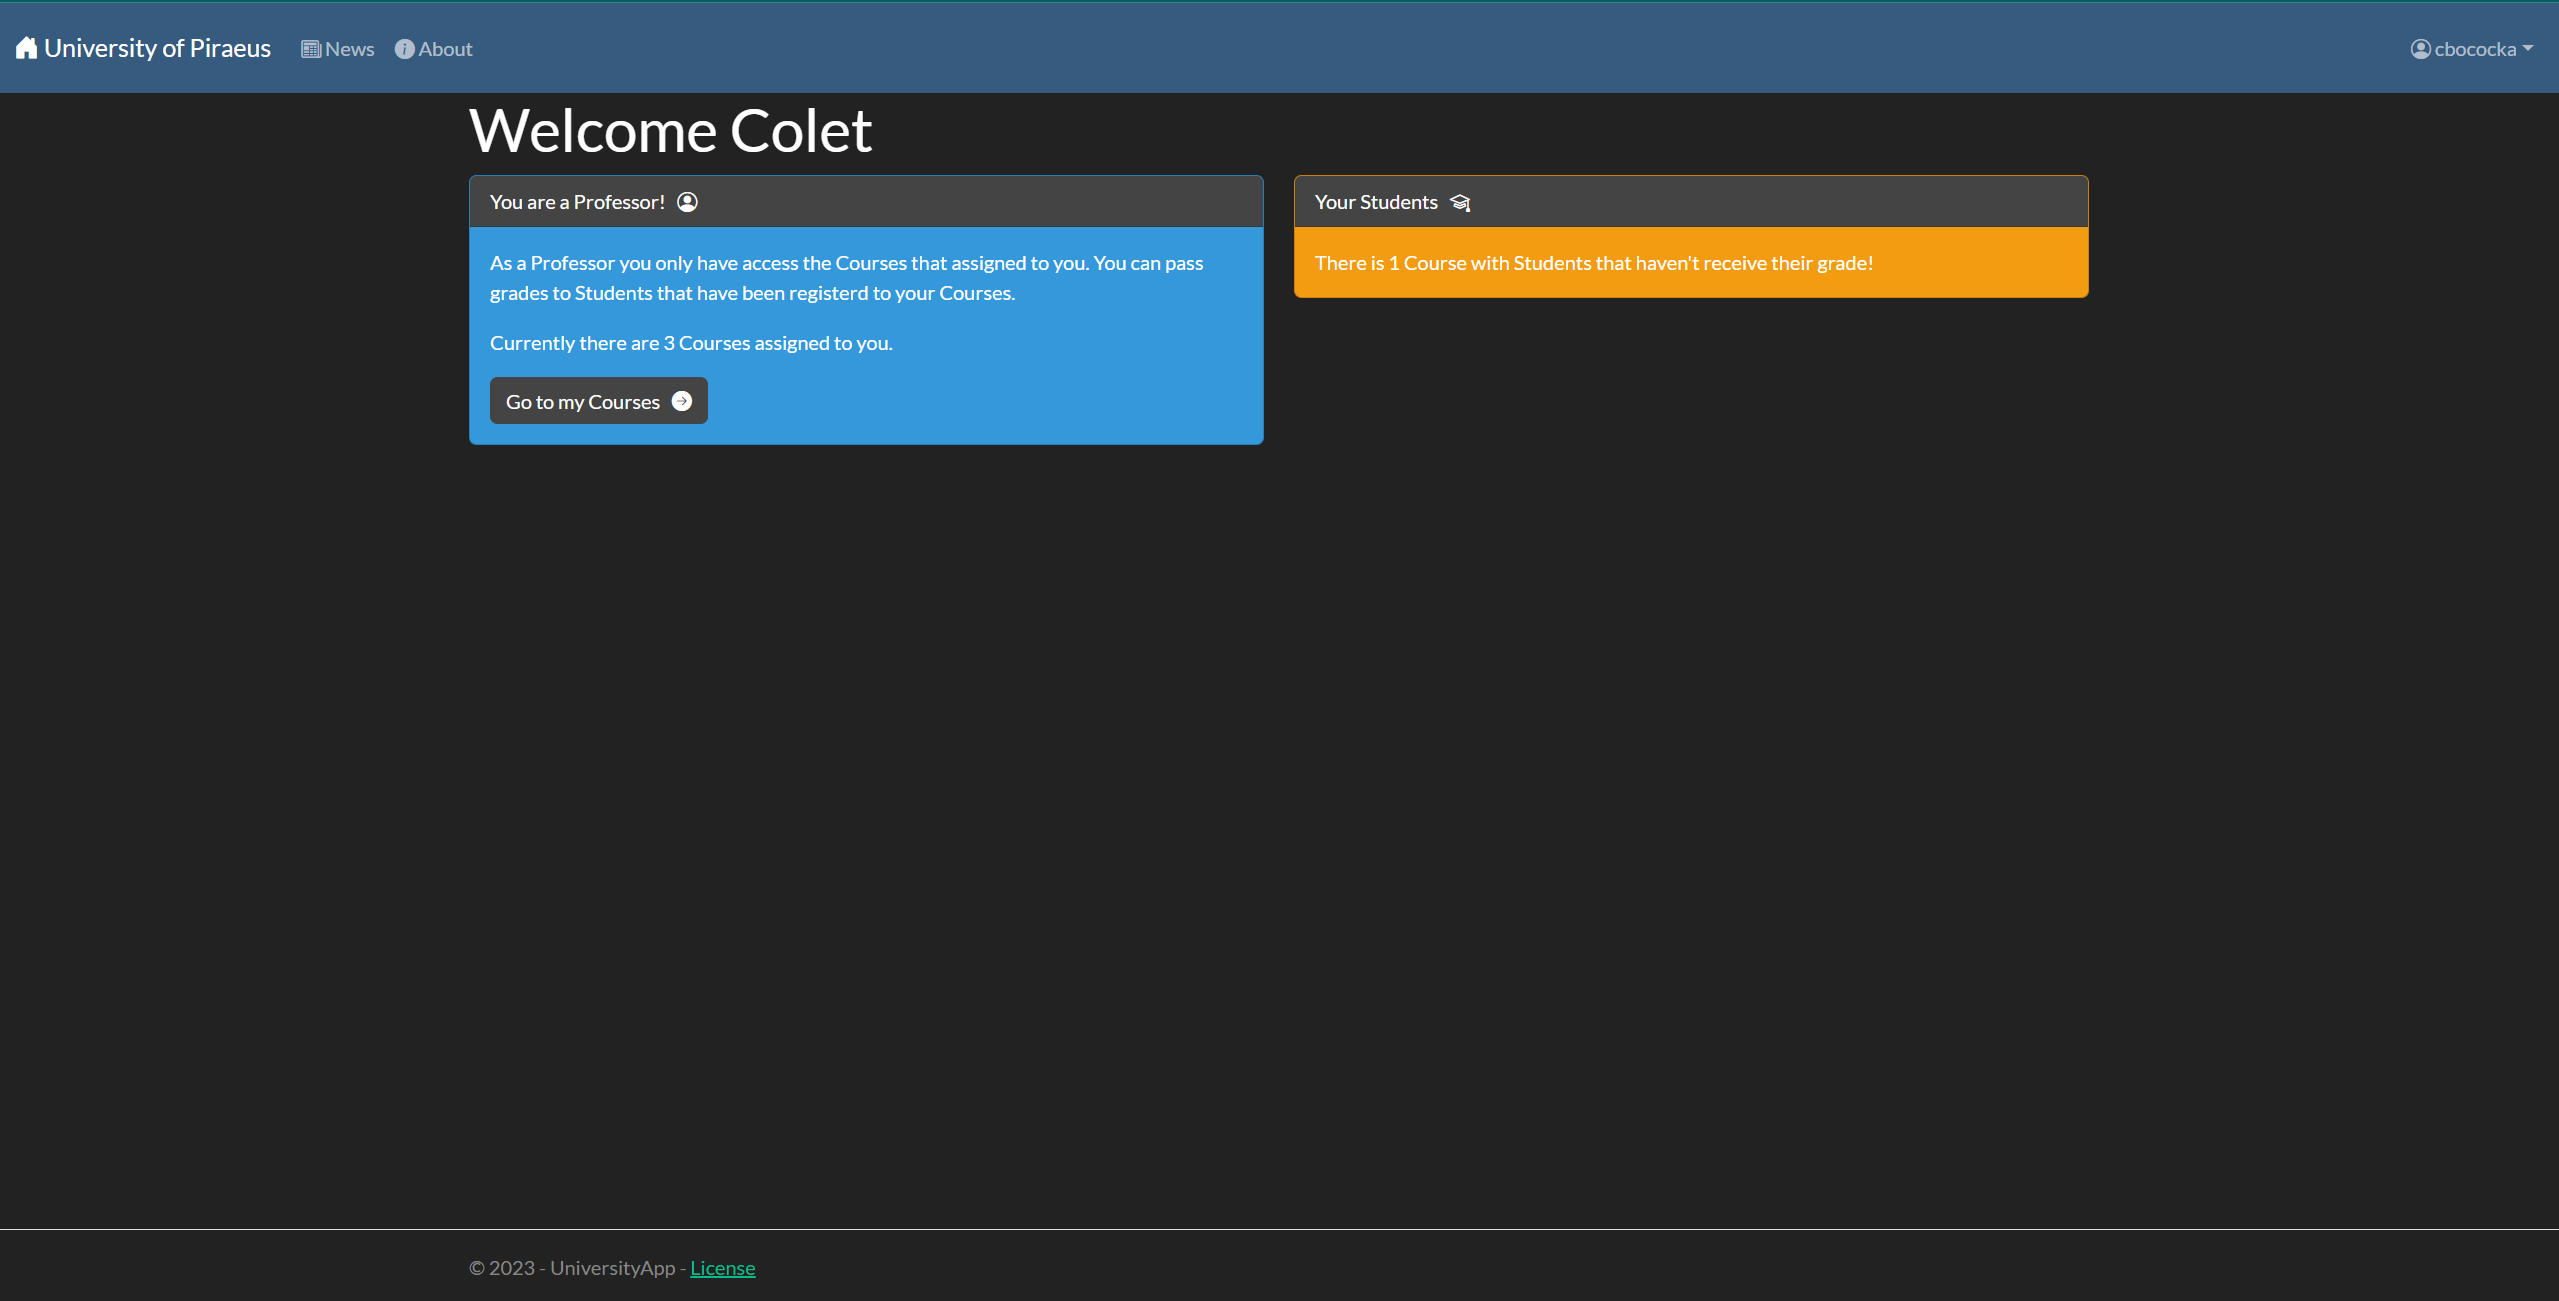 University of Piraeus
News
About
cbococka
Welcome Colet
You are a Professor!
As a Professor you only have access the Courses that assigned to you. You can pass
grades to Students that have been registerd to your Courses.
Currently there are 3 Courses assigned to you.
Go to my Courses
Your Students
There is 1 Course with Students that haven't receive their grade!
© 2023 - UniversityApp - License